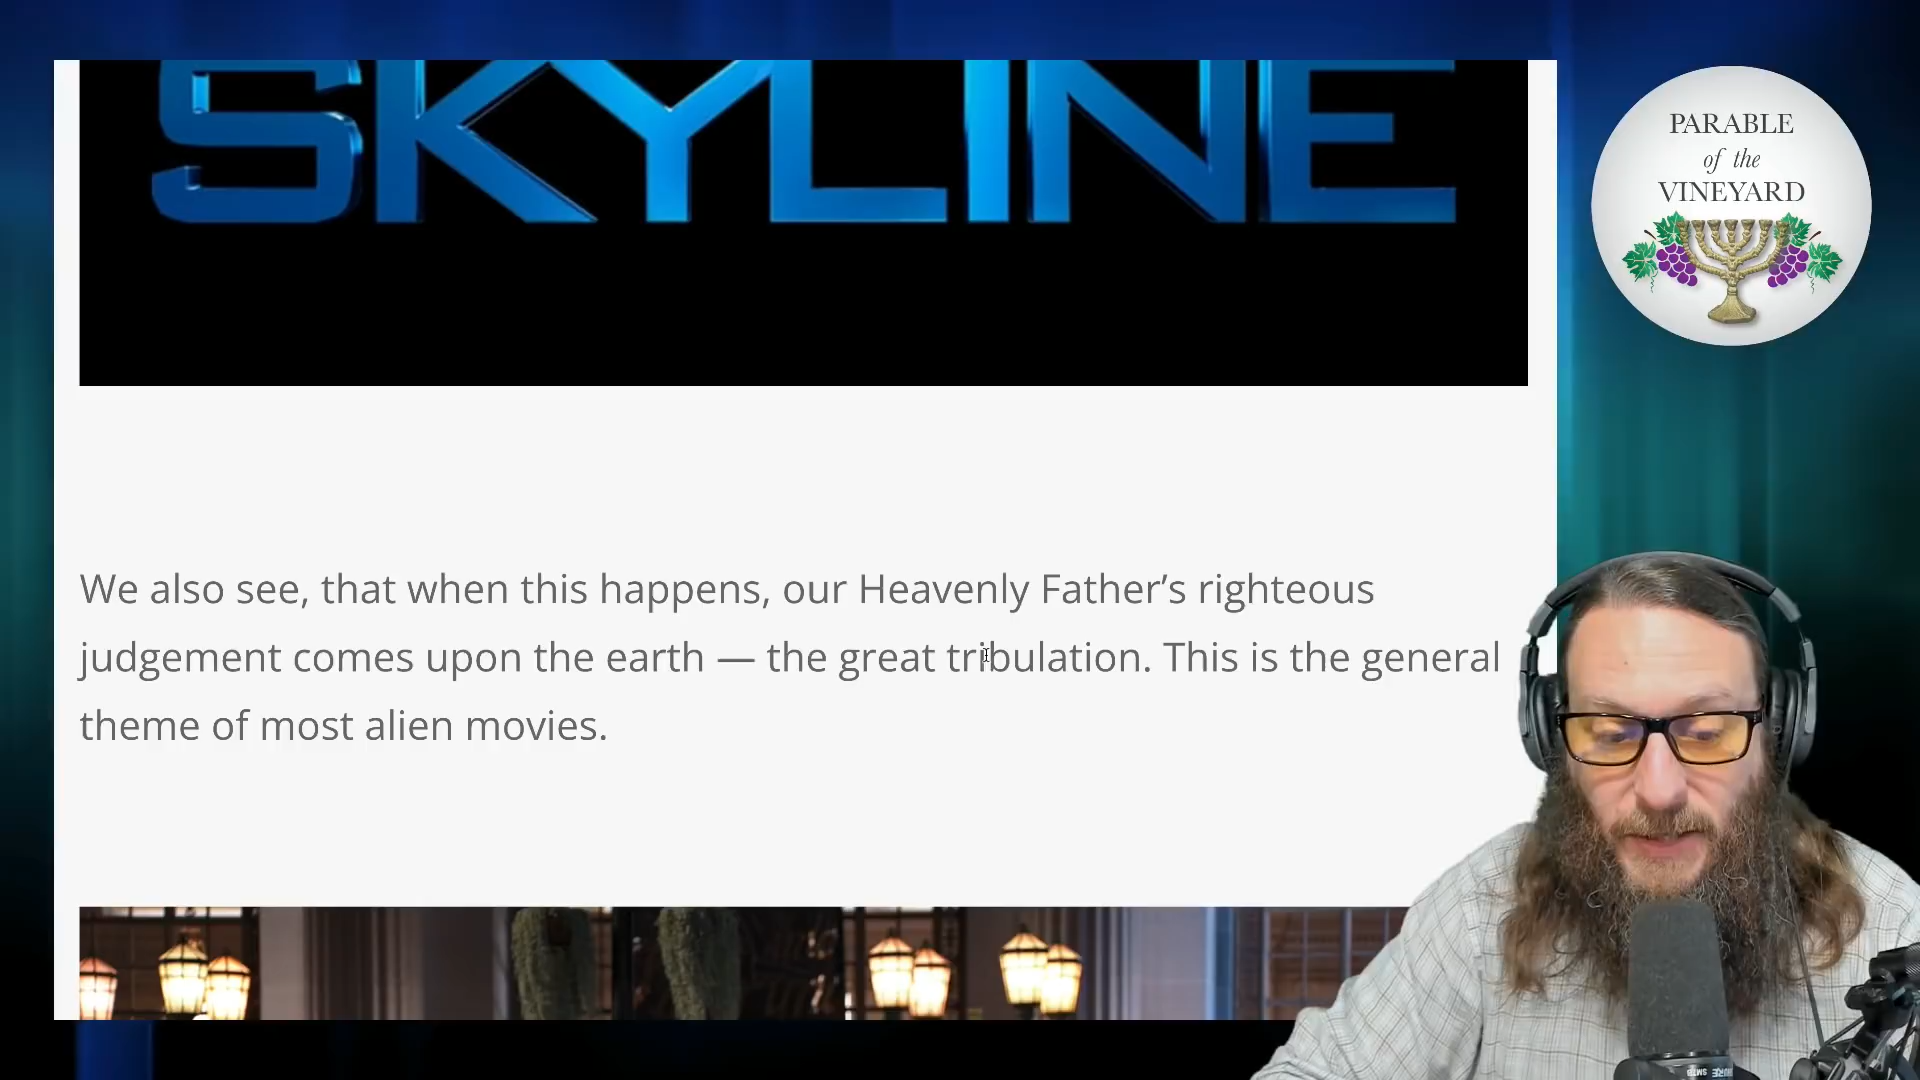 SKYLINE
PARABLE
of the
VINEYARD
We also see, that when this happens, our Heavenly Father’s righteous
judgement comes upon the earth — the great tribulation. This is the general
theme of most alien movies.